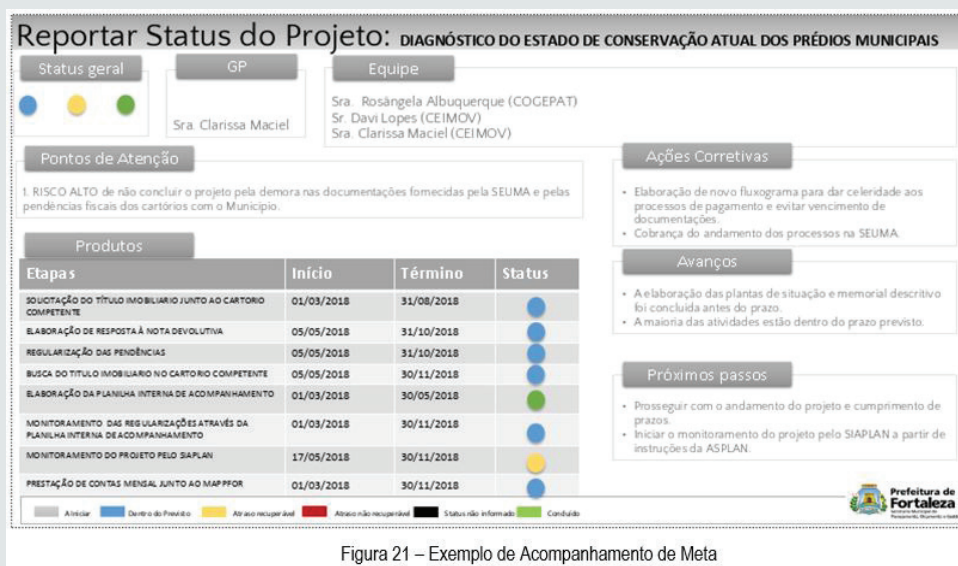 Reportar Status do Projeto: DIAGNÓSTICO DO ESTADO DE CONSERVAÇÃO ATUAL DOS PRÉDIOS MUNICIPAIS
Status geral
GP
Sra. Clarissa Maciel
Equipe
Sra. Rosângela Albuquerque (COGEPAT)
Sr. Davi Lopes (CEIMOV)
Sra. Clarissa Maciel (CEIMOV)
Pontos de Atenção
1. RISCO ALTO de não concluir o projeto pela demora nas documentações fornecidas pela SEUMA e pelas
pendências fiscais dos cartórios com o Município.
Ações Corretivas
• Elaboração de novo fluxograma para dar celeridade aos
processos de pagamento e evitar vencimento de
documentações.
• Cobrança do andamento dos processos na SEUMA.
Produtos
Etapas Início Término Status
SOLICITAÇÃO DO TÍTULO IMOBILIARIO JUNTO AO CARTORIO
COMPETENTE 01/03/2018 31/08/2018
ELABORAÇÃO DE RESPOSTA À NOTA DEVOLUTIVA 05/05/2018 31/10/2018
REGULARIZAÇÃO DAS PENDÊNCIAS 05/05/2018 31/10/2018
BUSCA DO TITULO IMOBILIARIO NO CARTORIO COMPETENTE 05/05/2018 30/11/2018
ELABORAÇÃO DA PLANILHA INTERNA DE ACOMPANHAMENTO 01/03/2018 30/05/2018
MONITORAMENTO DAS REGULARIZAÇÕES ATRAVÉS DA
PLANILHA INTERNA DE ACOMPANHAMENTO 01/03/2018 30/11/2018
MONITORAMENTO DO PROJETO PELO SIAPLAN 17/05/2018 30/11/2018
PRESTAÇÃO DE CONTAS MENSAL JUNTO AO MAPPFOR 01/03/2018 30/11/2018
Avanços
• A elaboração das plantas de situação e memorial descritivo
foi concluída antes do prazo.
• A maioria das atividades estão dentro do prazo previsto.
Próximos passos
• Prosseguir com o andamento do projeto e cumprimento de
prazos.
• Iniciar o monitoramento do projeto pelo SIAPLAN a partir de
instruções da ASPLAN.
A Iniciar Dentro do Previsto Atraso recuperável Atraso não recuperável Status não informado Concluído
Prefeitura de
Fortaleza
Figura 21 – Exemplo de Acompanhamento de Meta